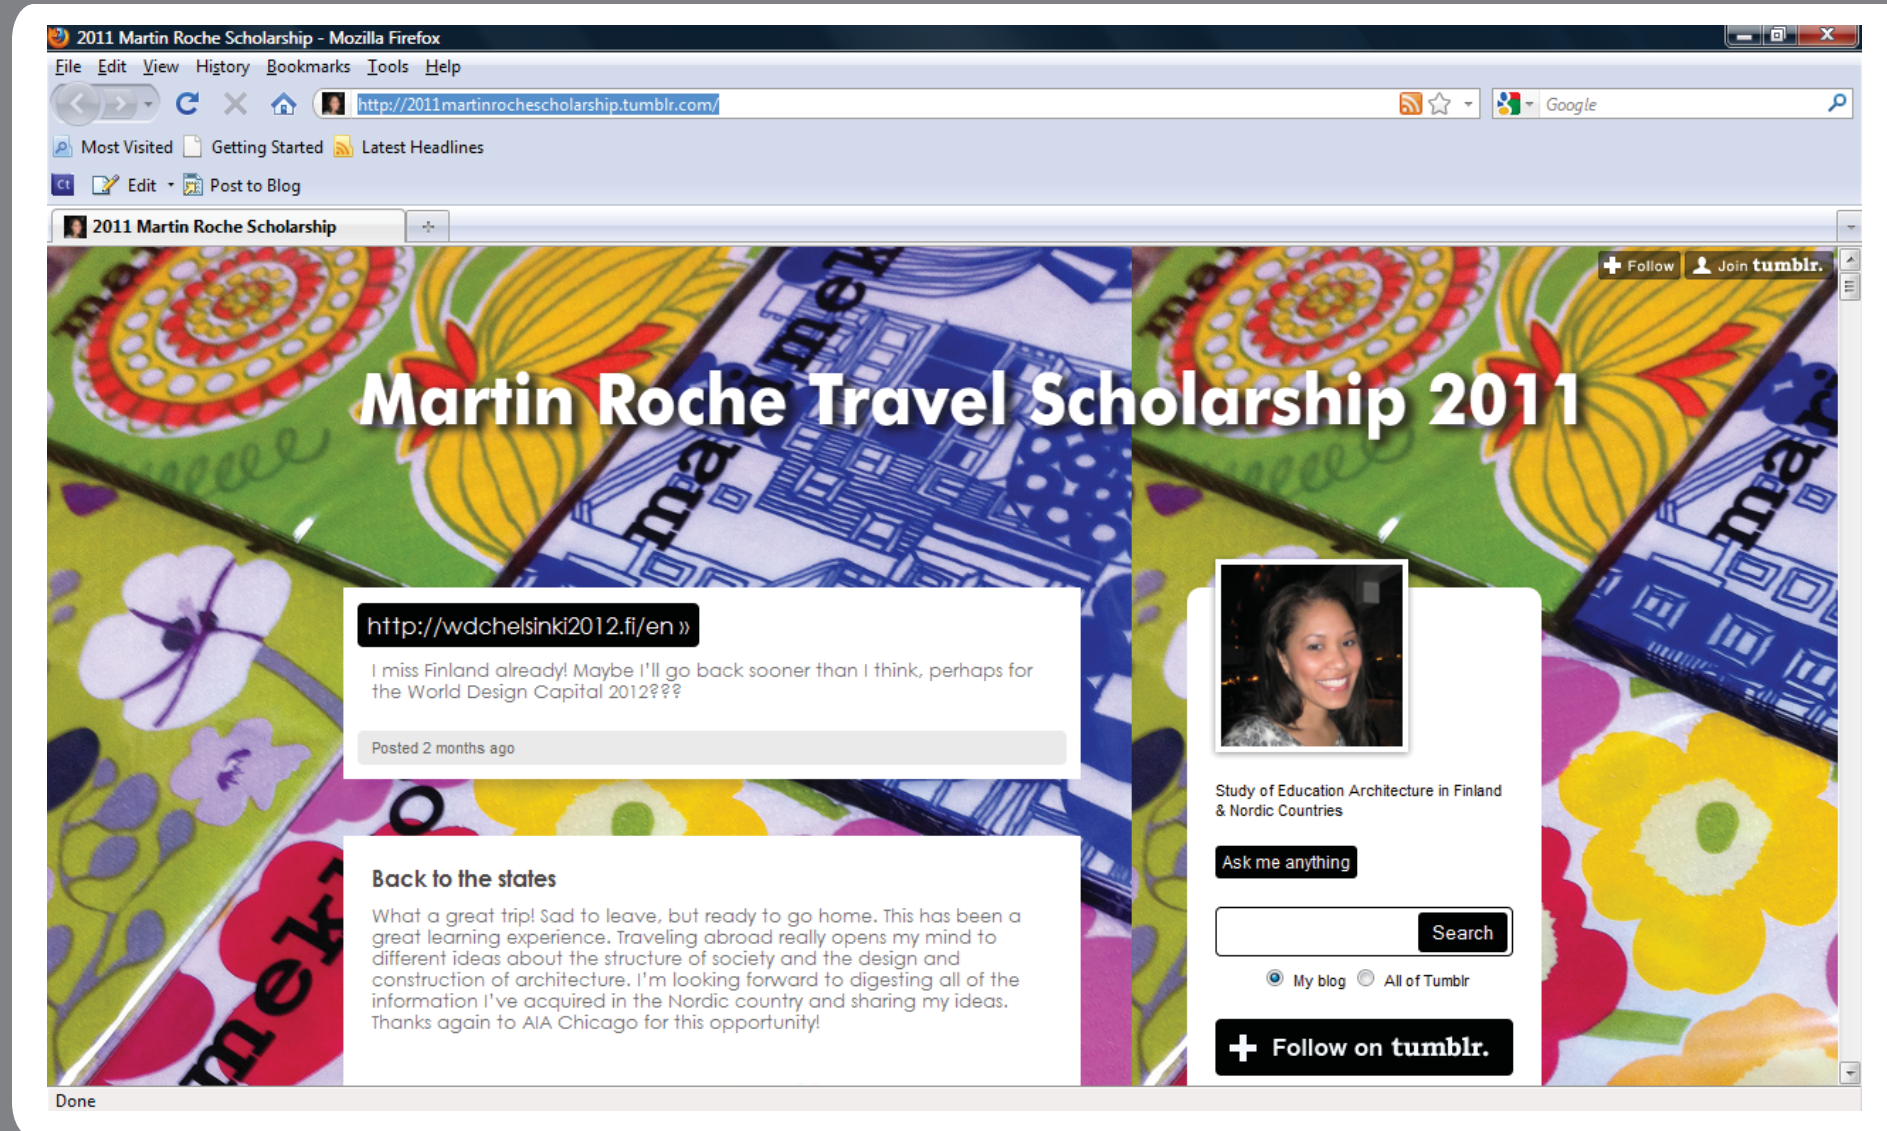 2011 Martin Roche Scholarship - Mozilla Firefox
File Edit View History Bookmarks Tools Help
http://2011martinrochescholarship.tumblr.com/
Google
Most Visited Getting Started Latest Headlines
Ct Edit Post to Blog
2011 Martin Roche Scholarship
Follow Join tumblr.
Martin Roche Travel Scholarship 2011
http://wdchelsinki2012.fi/en »
I miss Finland already! Maybe I'll go back sooner than I think, perhaps for
the World Design Capital 2012???
Posted 2 months ago
Back to the states
What a great trip! Sad to leave, but ready to go home. This has been a
great learning experience. Traveling abroad really opens my mind to
different ideas about the structure of society and the design and
construction of architecture. I'm looking forward to digesting all of the
information I've acquired in the Nordic country and sharing my ideas.
Thanks again to AIA Chicago for this opportunity!
Study of Education Architecture in Finland
& Nordic Countries
Ask me anything
Search
My blog All of Tumblr
Follow on tumblr.
Done